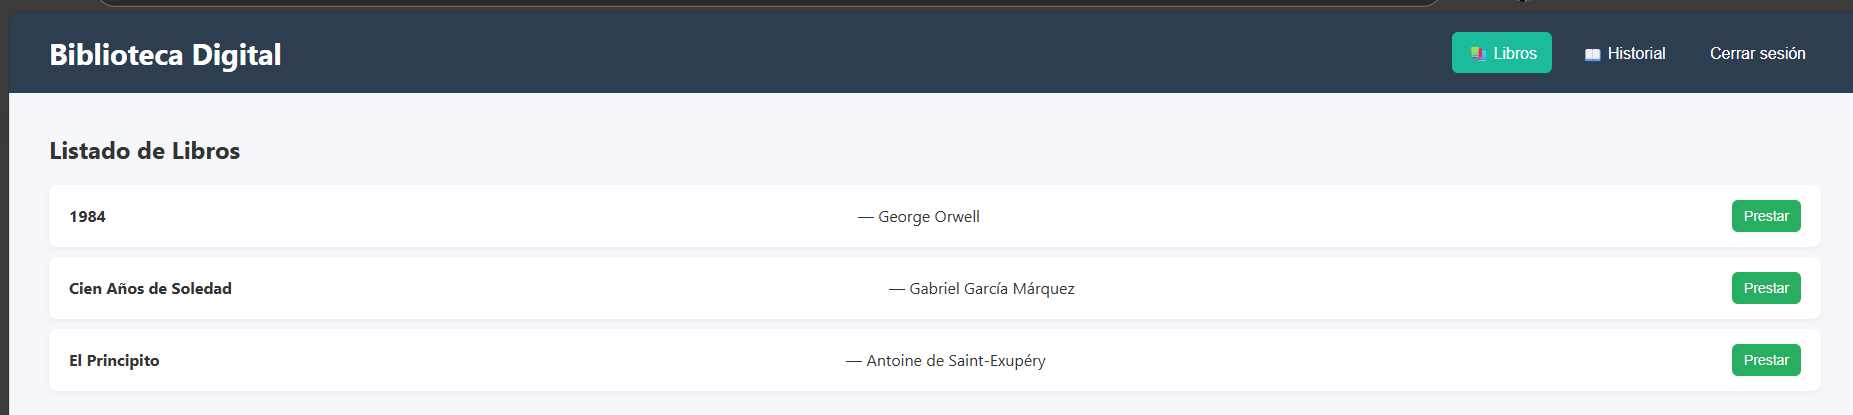 Biblioteca Digital
Libros
Historial
Cerrar sesión
Listado de Libros
1984 — George Orwell Prestar
Cien Años de Soledad — Gabriel García Márquez Prestar
El Principito — Antoine de Saint-Exupéry Prestar